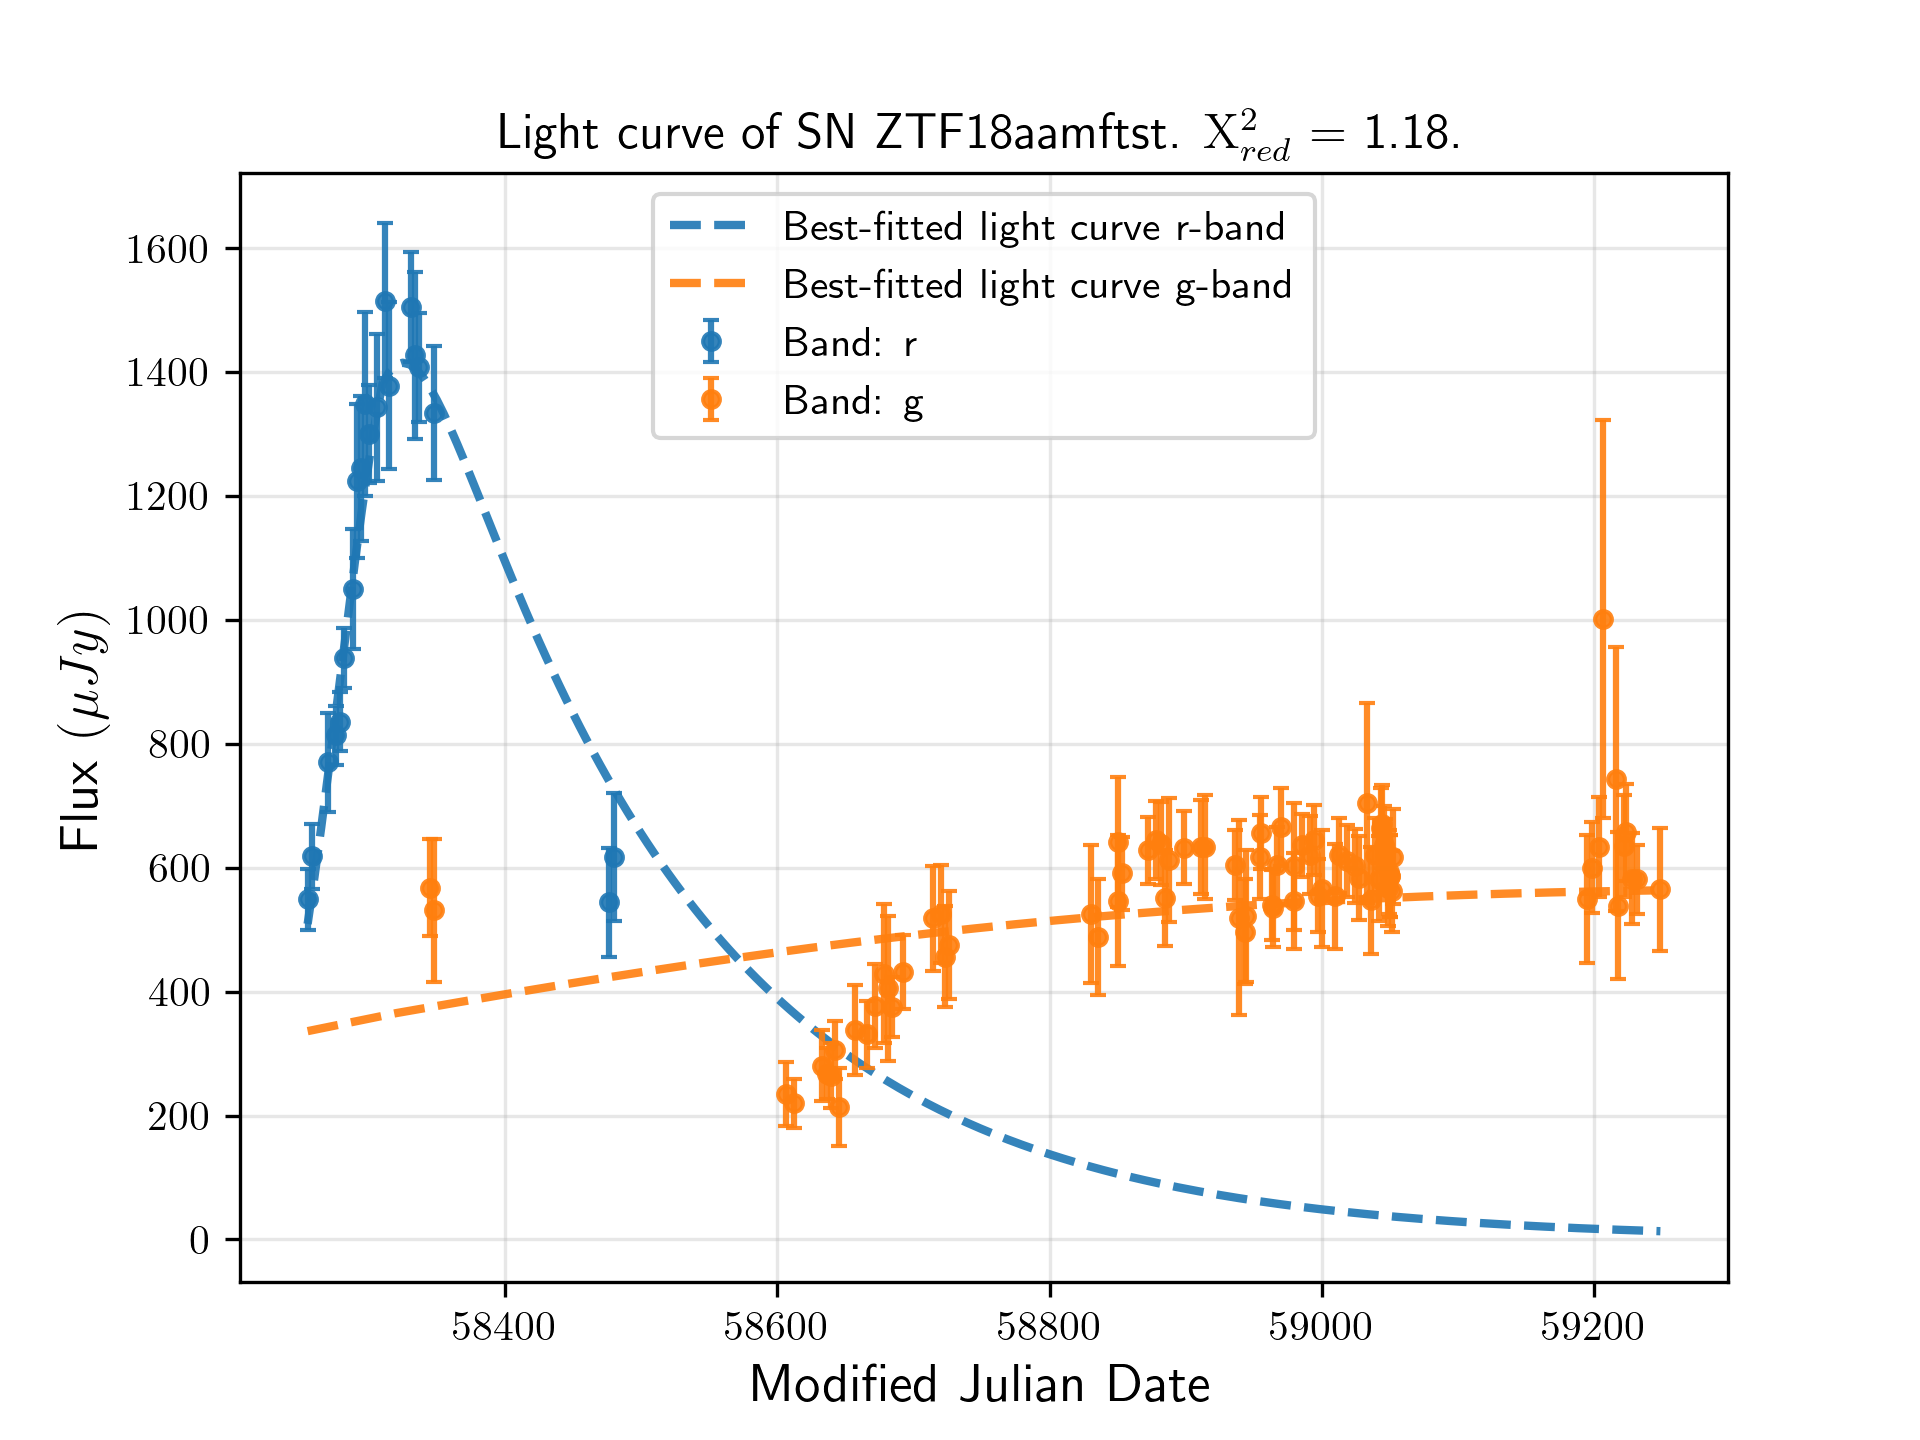 Light curve of SN ZTF18aamftst. X²_red = 1.18.
Best-fitted light curve r-band
Best-fitted light curve g-band
Band: r
Band: g
Flux (μJy)
1600
1400
1200
1000
800
600
400
200
0
58400 58600 58800 59000 59200
Modified Julian Date